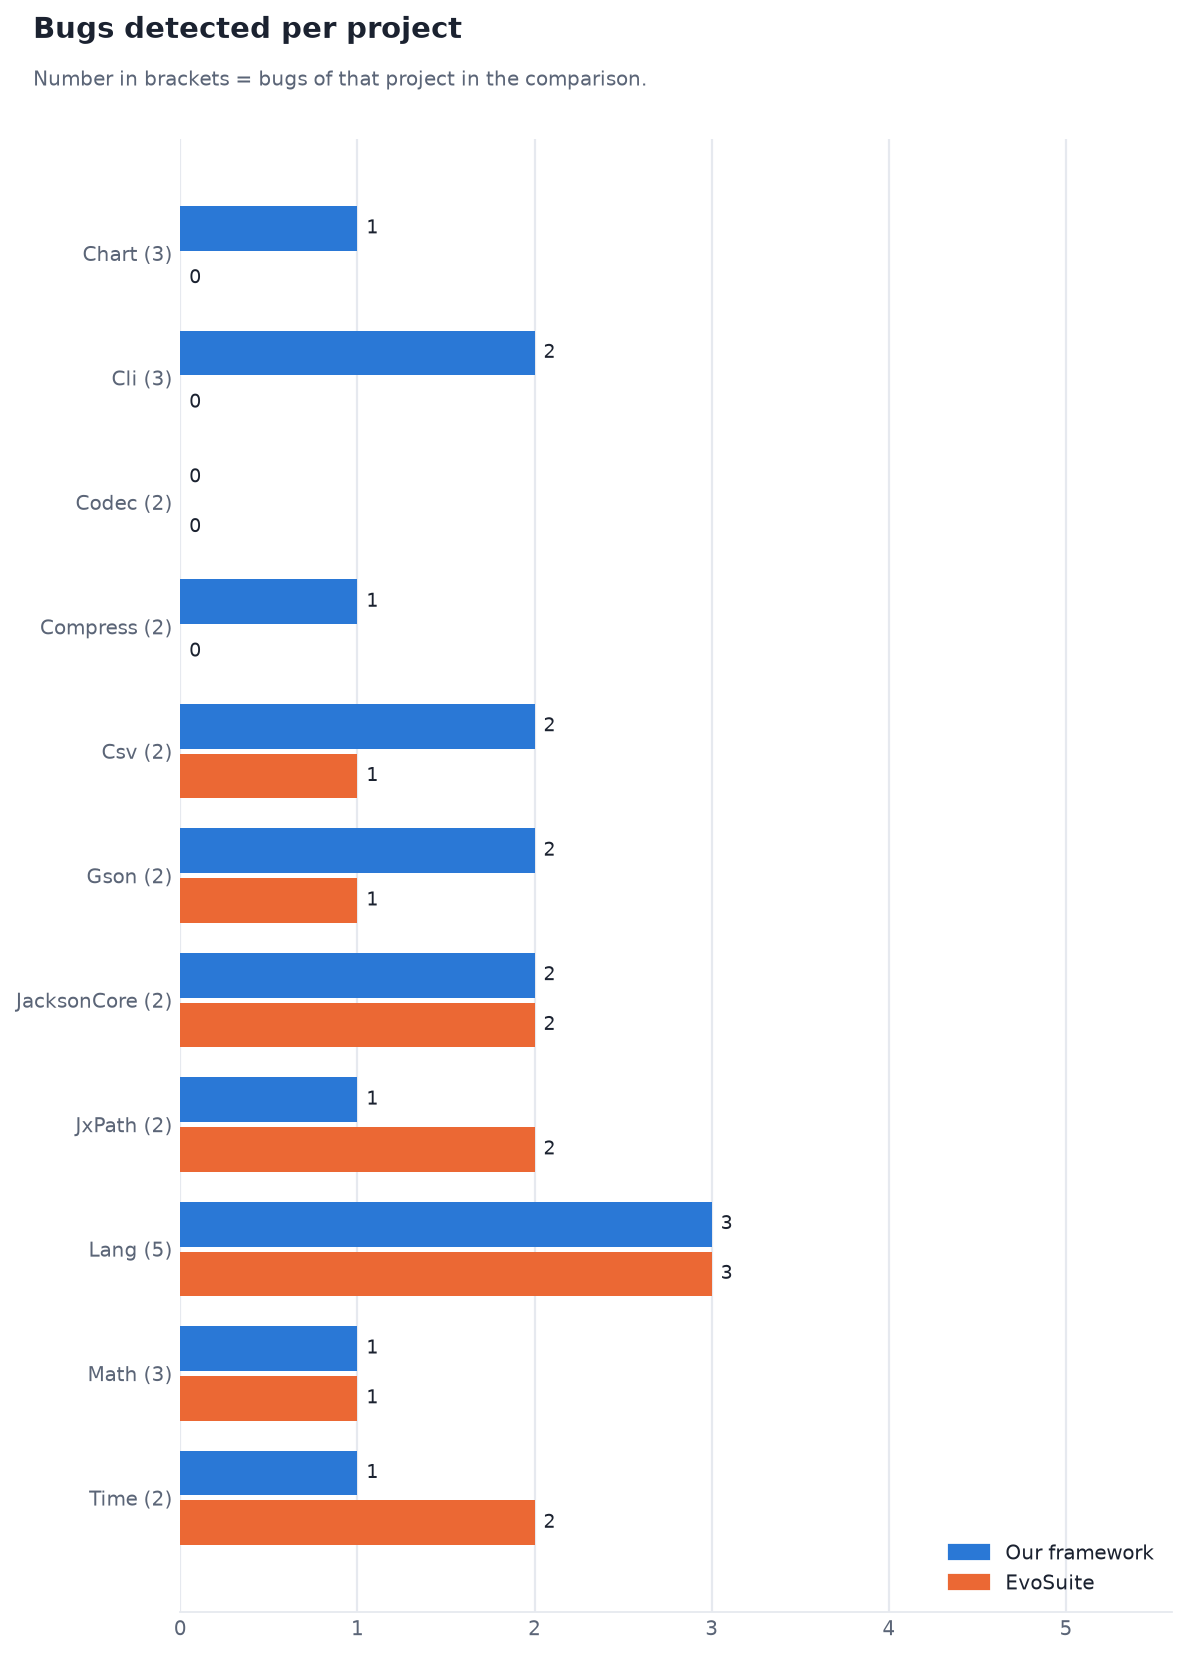 Bugs detected per project
Number in brackets = bugs of that project in the comparison.
1
Chart (3)
0
2
Cli (3)
0
0
Codec (2)
0
1
Compress (2)
0
2
Csv (2)
1
2
Gson (2)
1
2
JacksonCore (2)
2
1
JxPath (2)
2
3
Lang (5)
3
1
Math (3)
1
1
Time (2)
2
Our framework
EvoSuite
0 1 2 3 4 5